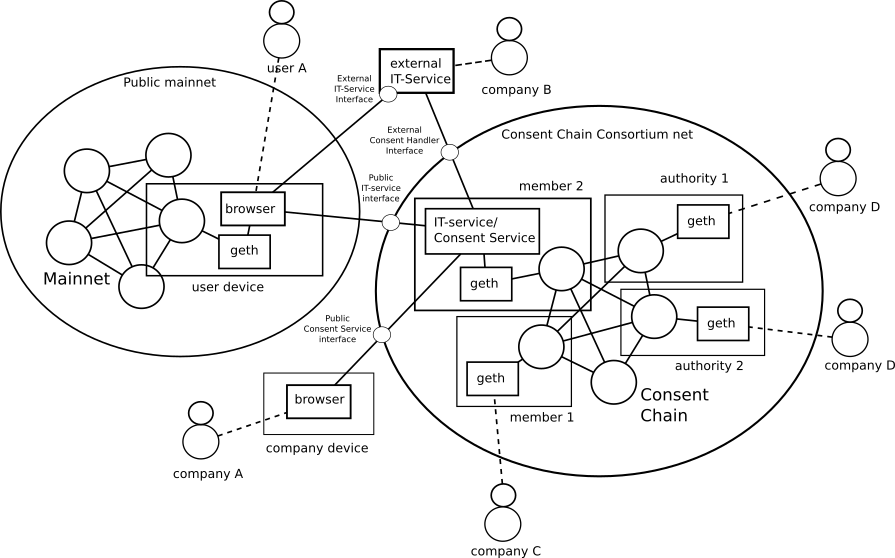 user A
Public mainnet
external
IT-Service
company B
External
IT-Service
Interface
External
Consent Handler
Interface
Consent Chain Consortium net
Public
IT-service
interface
member 2
authority 1
company D
browser
geth
IT-service/
Consent Service
geth
geth
Mainnet
user device
Public
Consent Service
interface
geth
authority 2
company D
browser
company device
company A
geth
member 1
Consent
Chain
company C